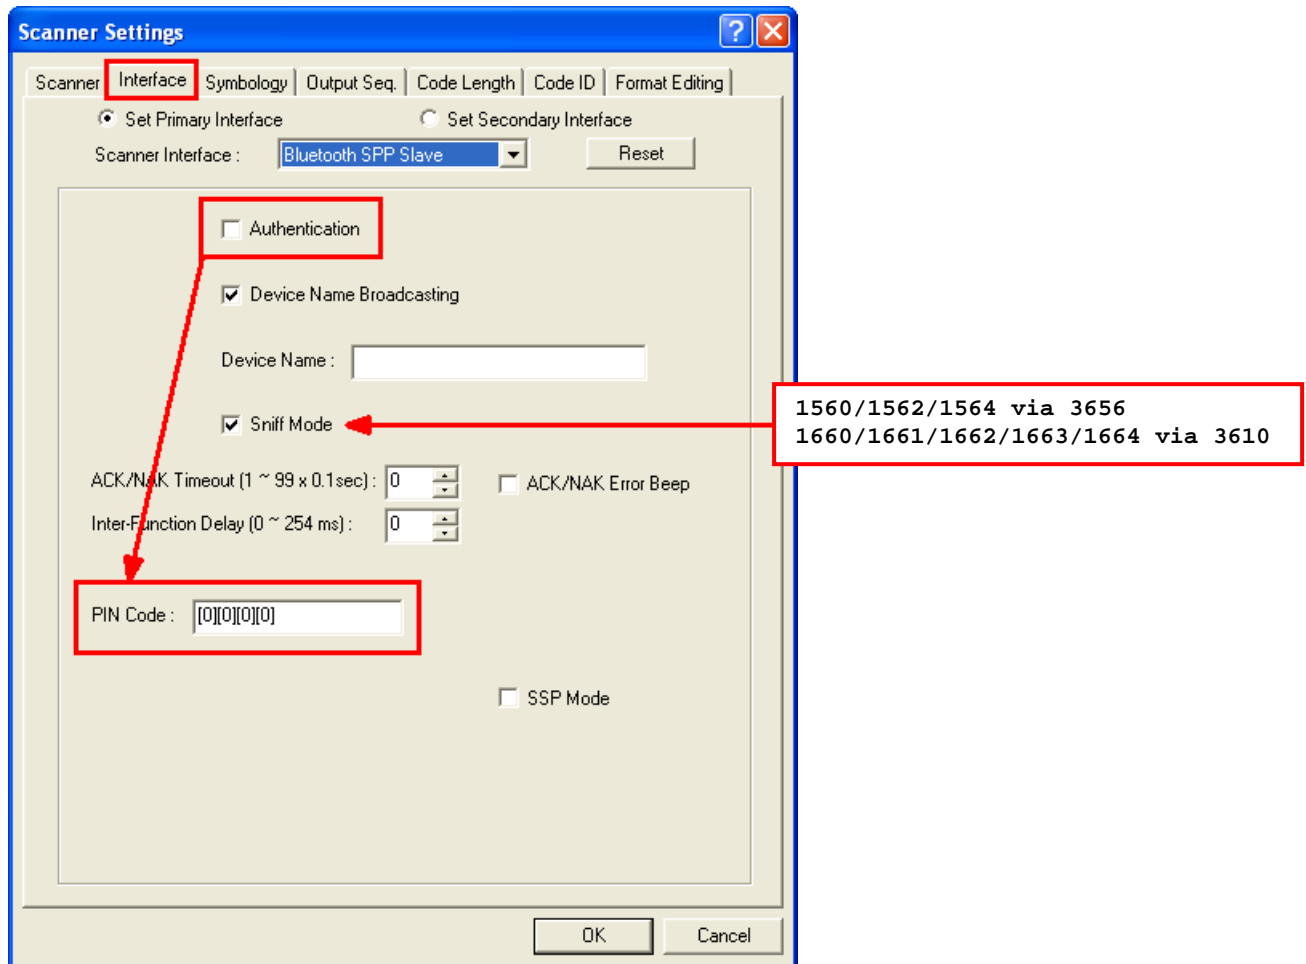 Scanner Settings
Scanner Interface Symbology Output Seq. Code Length Code ID Format Editing
Set Primary Interface Set Secondary Interface
Scanner Interface : Bluetooth SPP Slave Reset
Authentication
Device Name Broadcasting
Device Name :
Sniff Mode
1560/1562/1564 via 3656
1660/1661/1662/1663/1664 via 3610
ACK/NAK Timeout (1 ~ 99 x 0.1sec) : 0 ACK/NAK Error Beep
Inter-Function Delay (0 ~ 254 ms) : 0
PIN Code : [0][0][0][0]
SSP Mode
OK Cancel